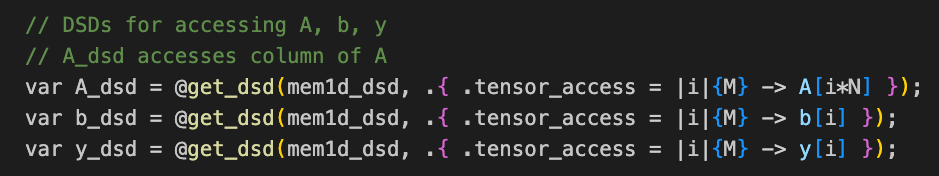 // DSDs for accessing A, b, y
// A_dsd accesses column of A
var A_dsd = @get_dsd(mem1d_dsd, .{ .tensor_access = |i|{M} -> A[i*N] });
var b_dsd = @get_dsd(mem1d_dsd, .{ .tensor_access = |i|{M} -> b[i] });
var y_dsd = @get_dsd(mem1d_dsd, .{ .tensor_access = |i|{M} -> y[i] });